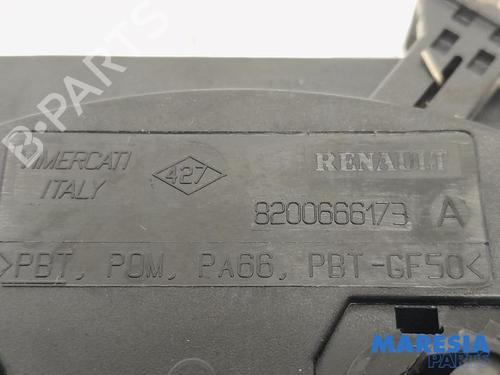 VIMERCATI
ITALY
427
RENAULT
8200666173 A
>PBT, POM, PA66, PBT-GF50<
B-PARTS
MARESIA
PARTS